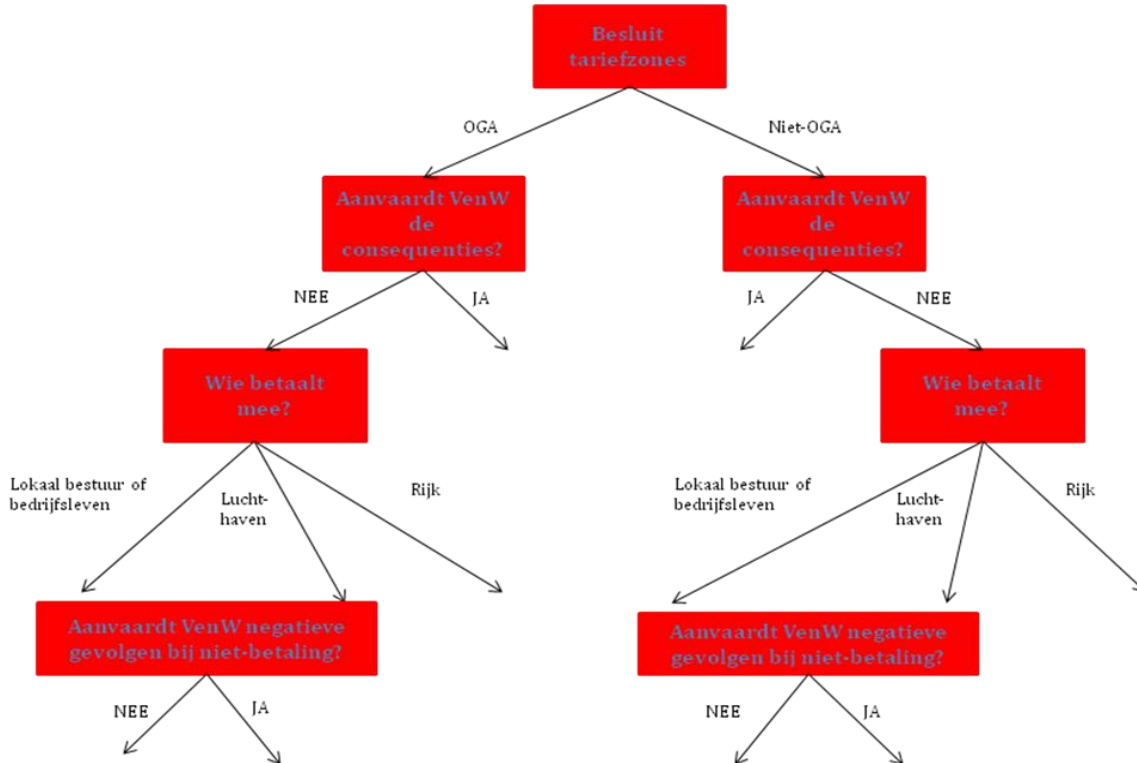 Besluit
tariefzones
OGA
Niet-OGA
Aanvaardt VenW
de
consequenties?
Aanvaardt VenW
de
consequenties?
NEE
JA
JA
NEE
Wie betaalt
mee?
Wie betaalt
mee?
Lokaal bestuur of
bedrijfsleven
Lucht-
haven
Rijk
Lokaal bestuur of
bedrijfsleven
Lucht-
haven
Rijk
Aanvaardt VenW negatieve
gevolgen bij niet-betaling?
Aanvaardt VenW negatieve
gevolgen bij niet-betaling?
NEE
JA
NEE
JA